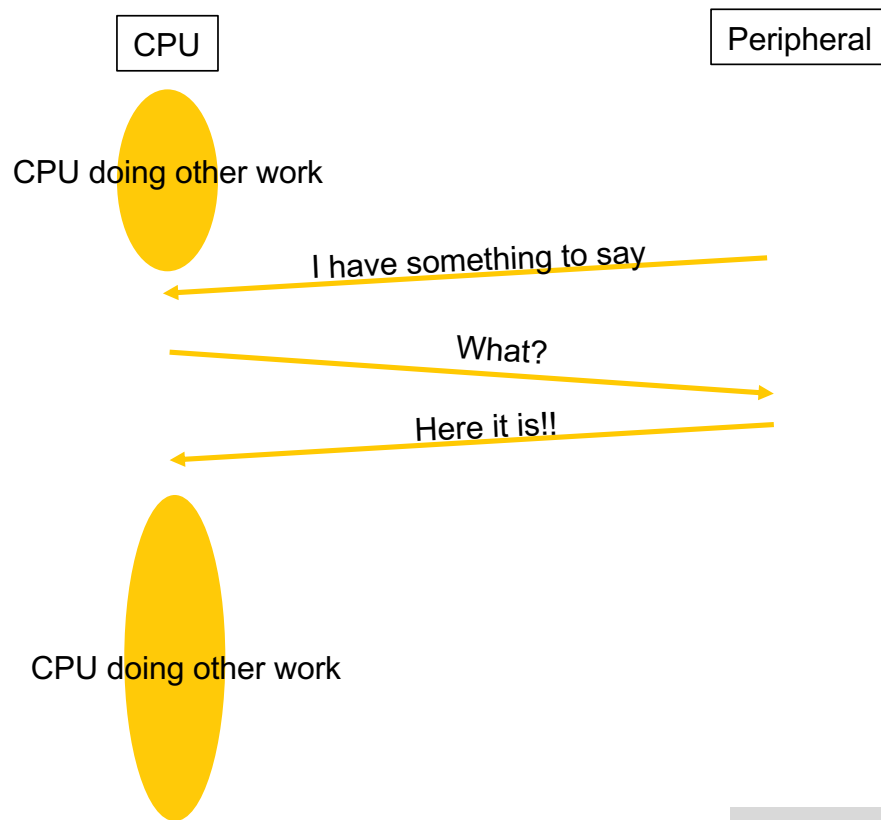 CPU
Peripheral
CPU doing other work
I have something to say
What?
Here it is!!
CPU doing other work